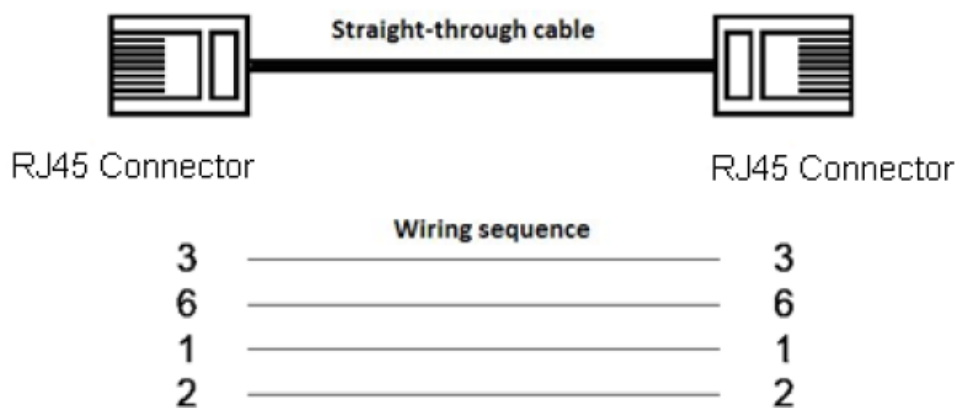 Straight-through cable
RJ45 Connector RJ45 Connector
Wiring sequence
3 3
6 6
1 1
2 2